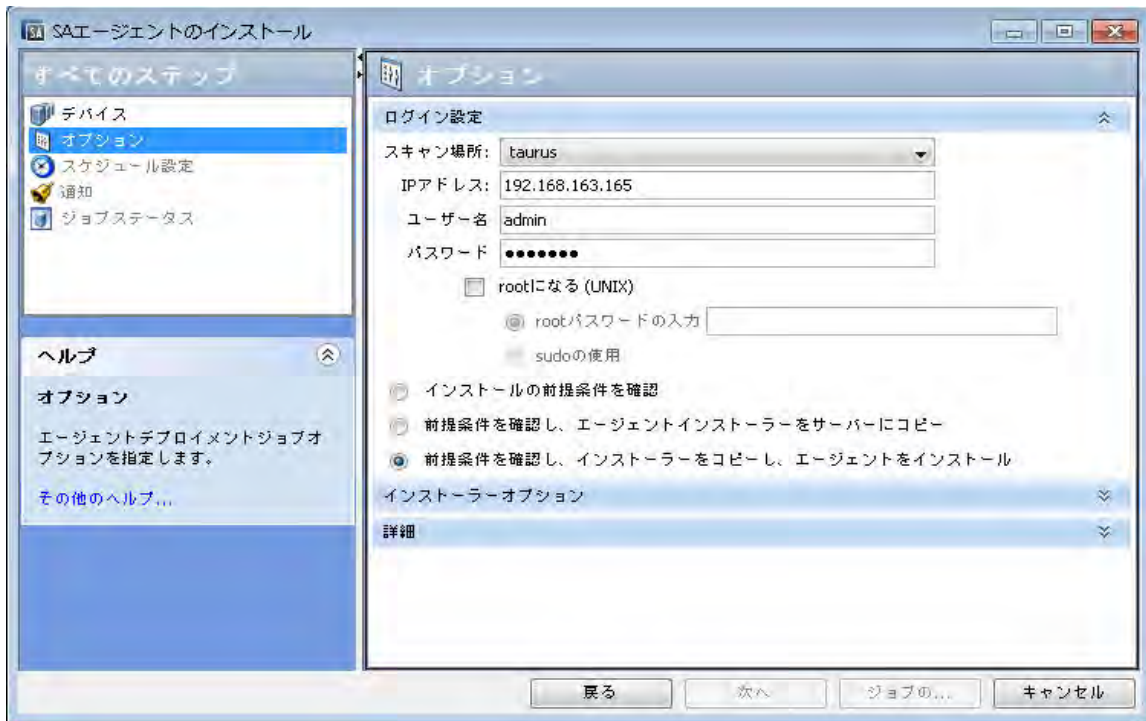 SAエージェントのインストール
すべてのステップ
デバイス
オプション
スケジュール設定
通知
ジョブステータス
ヘルプ
オプション
エージェントデプロイメントジョブオ
プションを指定します。
その他のヘルプ...
オプション
ログイン設定
スキャン場所: taurus
IPアドレス: 192.168.163.165
ユーザー名 admin
パスワード ●●●●●●●
rootになる (UNIX)
rootパスワードの入力
sudoの使用
インストールの前提条件を確認
前提条件を確認し、エージェントインストーラーをサーバーにコピー
前提条件を確認し、インストーラーをコピーし、エージェントをインストール
インストーラーオプション
詳細
戻る 次へ ジョブの... キャンセル